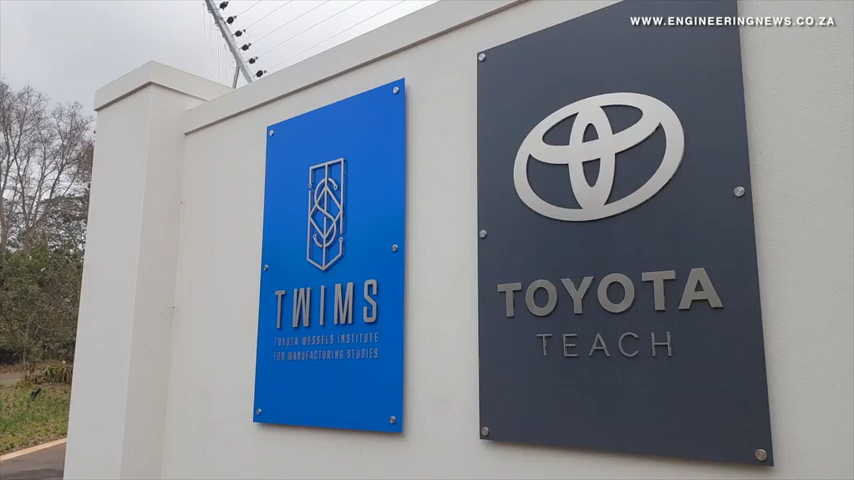 WWW.ENGINEERINGNEWS.CO.ZA
TWIMS
TOYOTA WESSELS INSTITUTE
FOR MANUFACTURING STUDIES
TOYOTA
TEACH